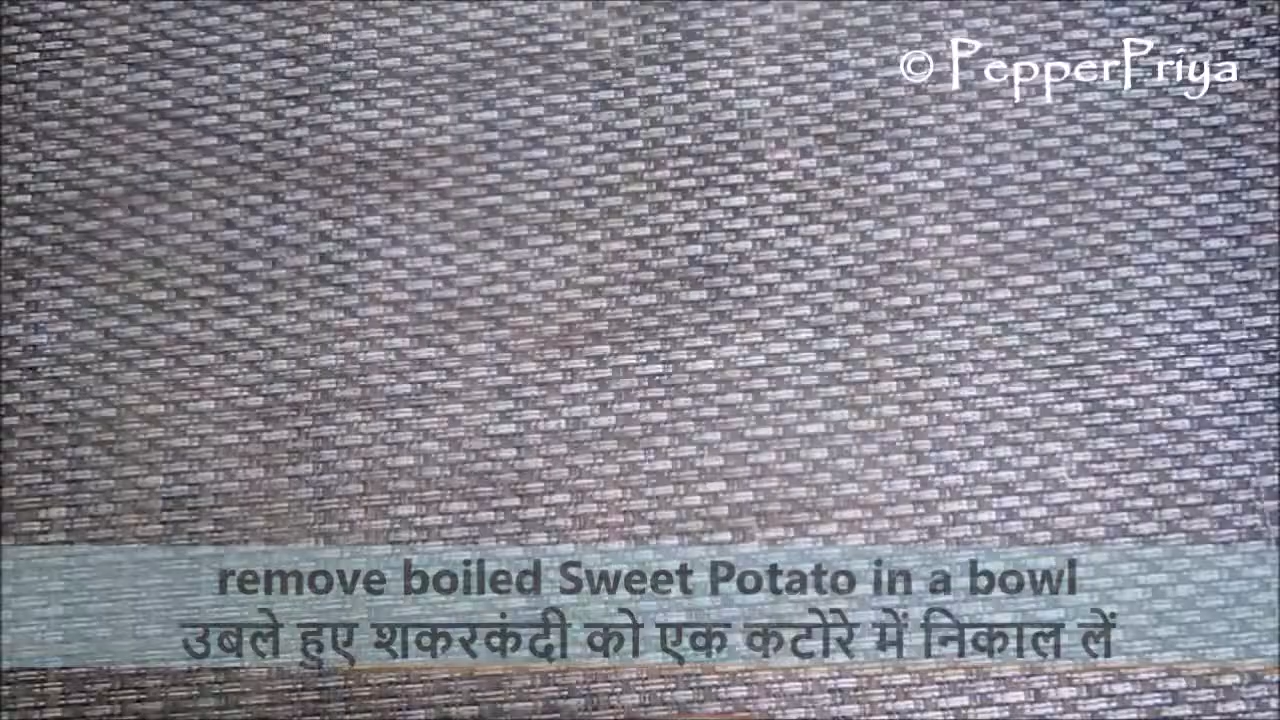 © PepperPriya
remove boiled Sweet Potato in a bowl
उबले हुए शकरकंदी को एक कटोरे में निकाल लें